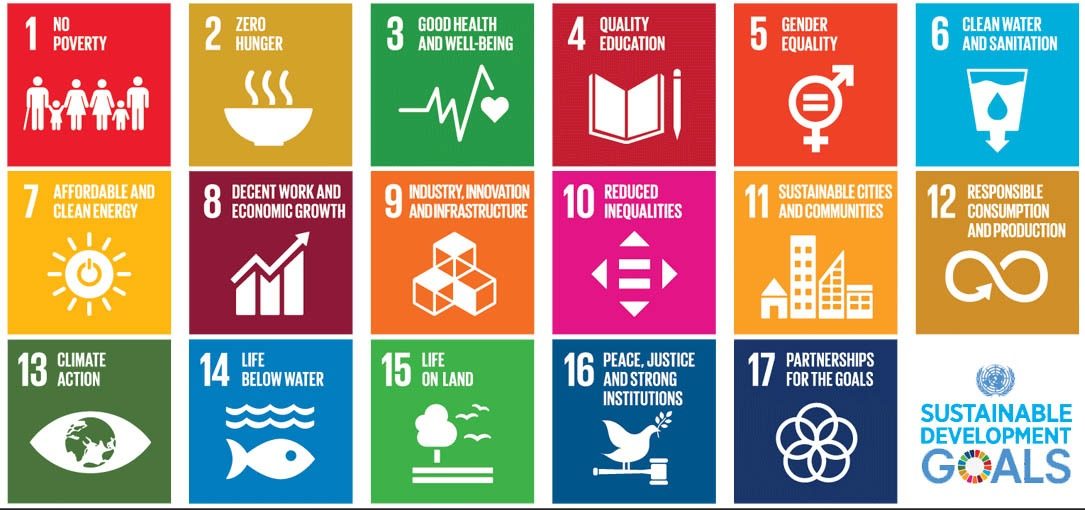 1 NO
POVERTY
2 ZERO
HUNGER
3 GOOD HEALTH
AND WELL-BEING
4 QUALITY
EDUCATION
5 GENDER
EQUALITY
6 CLEAN WATER
AND SANITATION
7 AFFORDABLE AND
CLEAN ENERGY
8 DECENT WORK AND
ECONOMIC GROWTH
9 INDUSTRY, INNOVATION
AND INFRASTRUCTURE
10 REDUCED
INEQUALITIES
11 SUSTAINABLE CITIES
AND COMMUNITIES
12 RESPONSIBLE
CONSUMPTION
AND PRODUCTION
13 CLIMATE
ACTION
14 LIFE
BELOW WATER
15 LIFE
ON LAND
16 PEACE, JUSTICE
AND STRONG
INSTITUTIONS
17 PARTNERSHIPS
FOR THE GOALS
SUSTAINABLE
DEVELOPMENT
GOALS